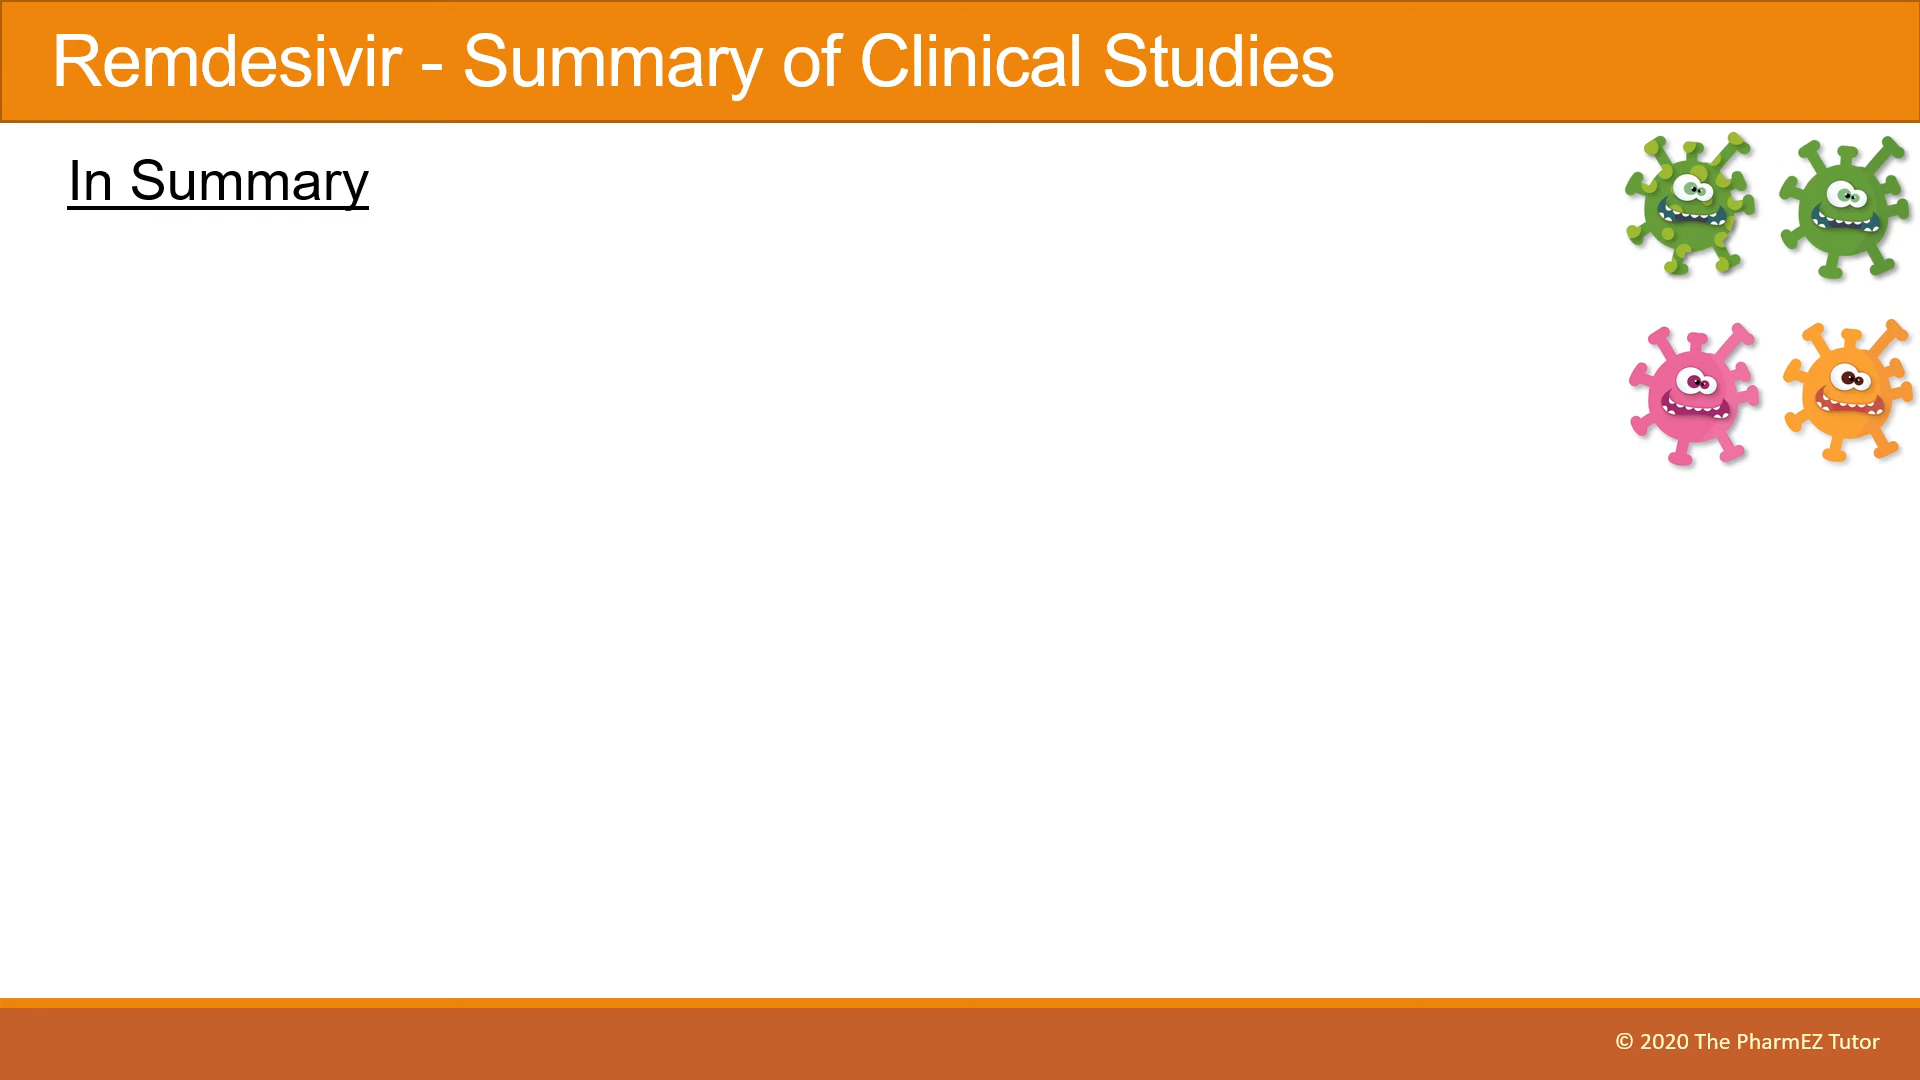 Remdesivir - Summary of Clinical Studies
In Summary
© 2020 The PharmEZ Tutor